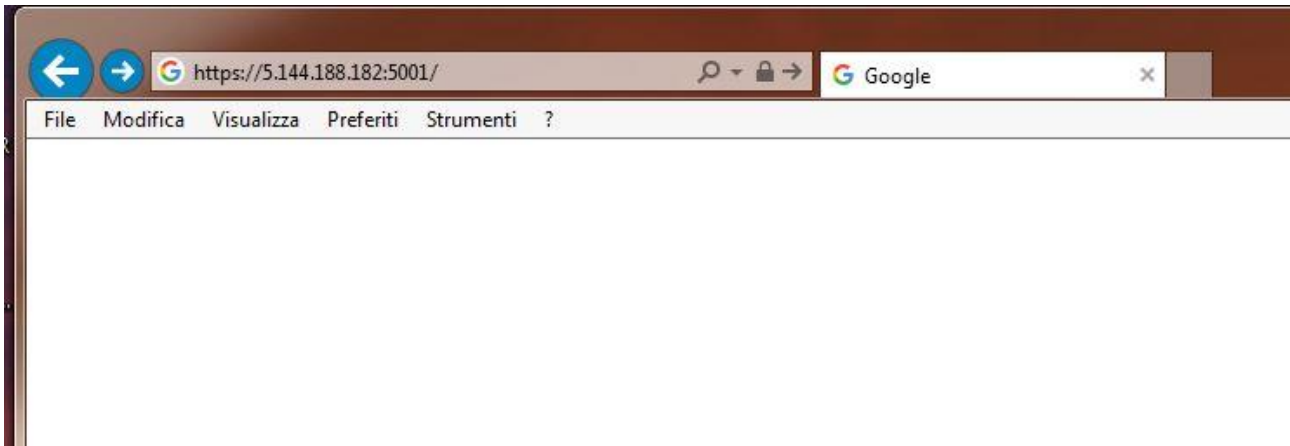 https://5.144.188.182:5001/
Google
File Modifica Visualizza Preferiti Strumenti ?